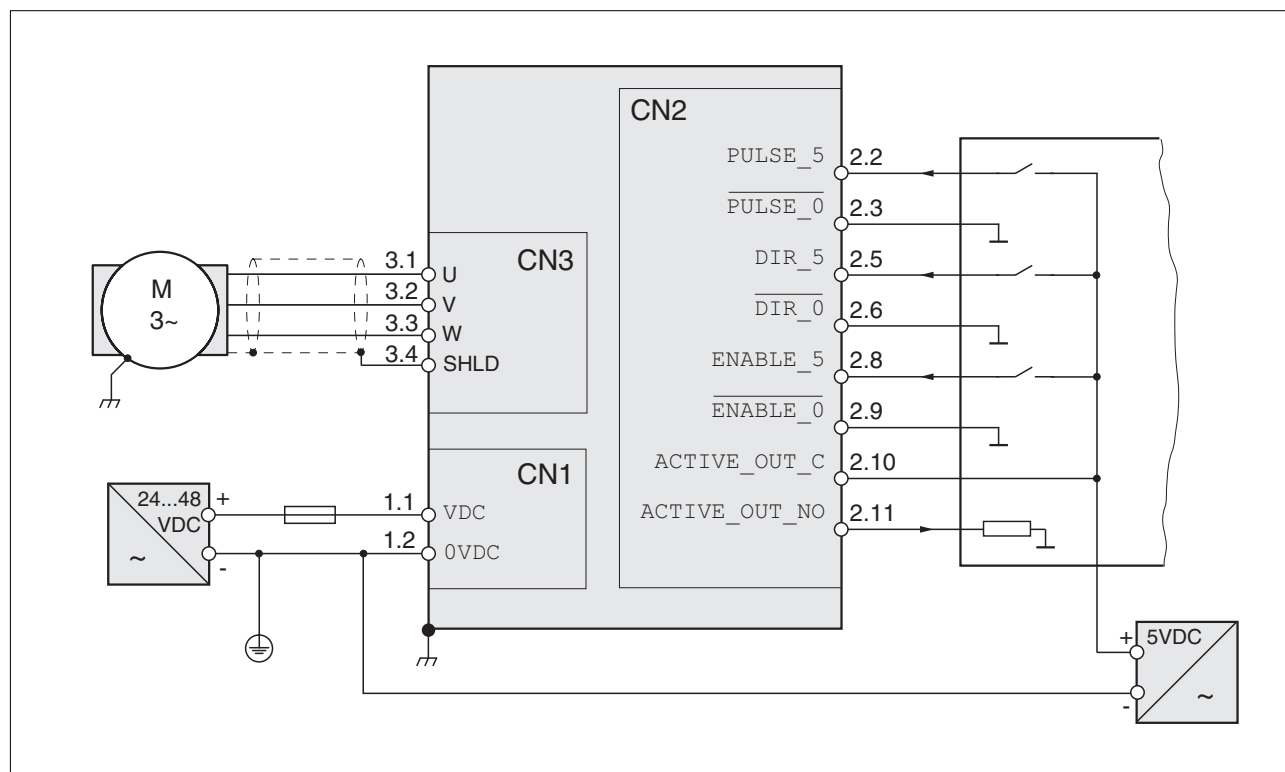 CN2
PULSE_5 2.2
PULSE_0 2.3
DIR_5 2.5
DIR_0 2.6
ENABLE_5 2.8
ENABLE_0 2.9
ACTIVE_OUT_C 2.10
ACTIVE_OUT_NO 2.11
CN3
M
3~
3.1 U
3.2 V
3.3 W
3.4 SHLD
CN1
24...48
VDC
~
+
-
1.1 VDC
1.2 0VDC
+
-
5VDC
~